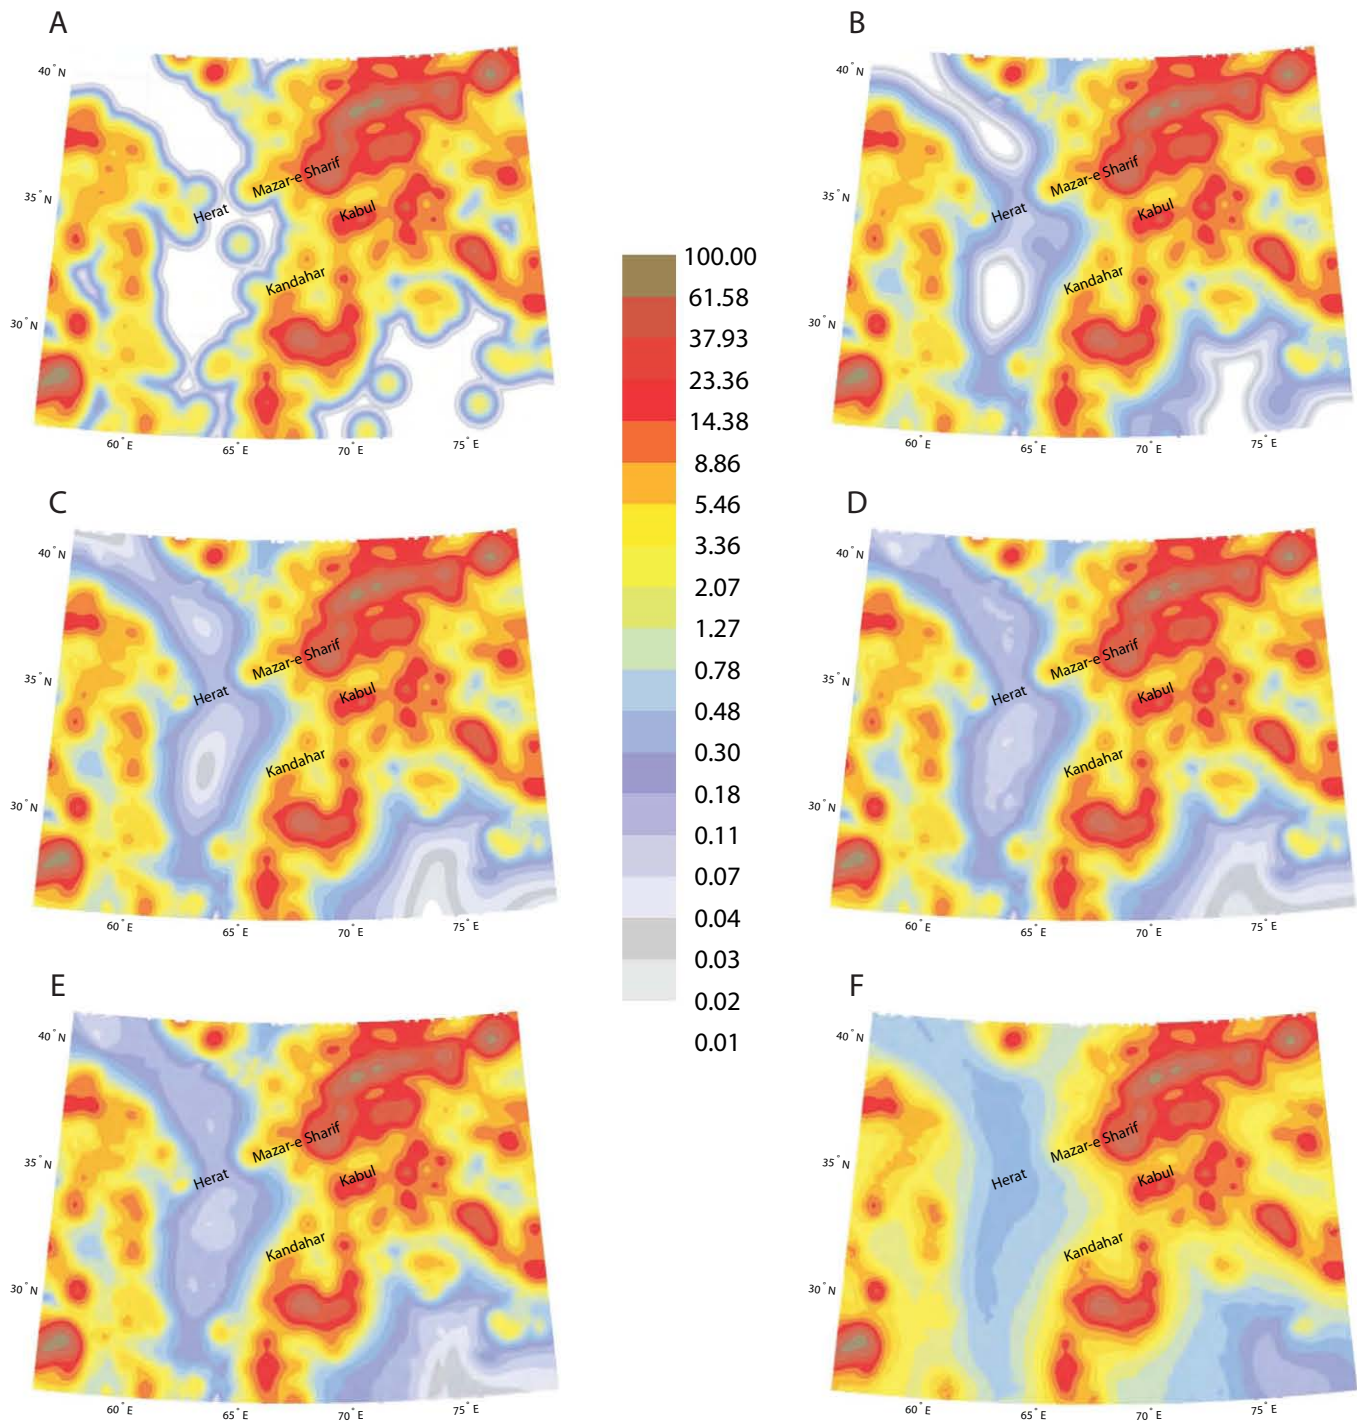 A
40° N
35° N
30° N
Mazar-e Sharif
Herat
Kabul
Kandahar
60° E
65° E
70° E
75° E
B
40° N
35° N
30° N
Mazar-e Sharif
Herat
Kabul
Kandahar
60° E
65° E
70° E
75° E
100.00
61.58
37.93
23.36
14.38
8.86
5.46
3.36
2.07
1.27
0.78
0.48
0.30
0.18
0.11
0.07
0.04
0.03
0.02
0.01
C
40° N
35° N
30° N
Mazar-e Sharif
Herat
Kabul
Kandahar
60° E
65° E
70° E
75° E
D
40° N
35° N
30° N
Mazar-e Sharif
Herat
Kabul
Kandahar
60° E
65° E
70° E
75° E
E
40° N
35° N
30° N
Mazar-e Sharif
Herat
Kabul
Kandahar
60° E
65° E
70° E
75° E
F
40° N
35° N
30° N
Mazar-e Sharif
Herat
Kabul
Kandahar
60° E
65° E
70° E
75° E